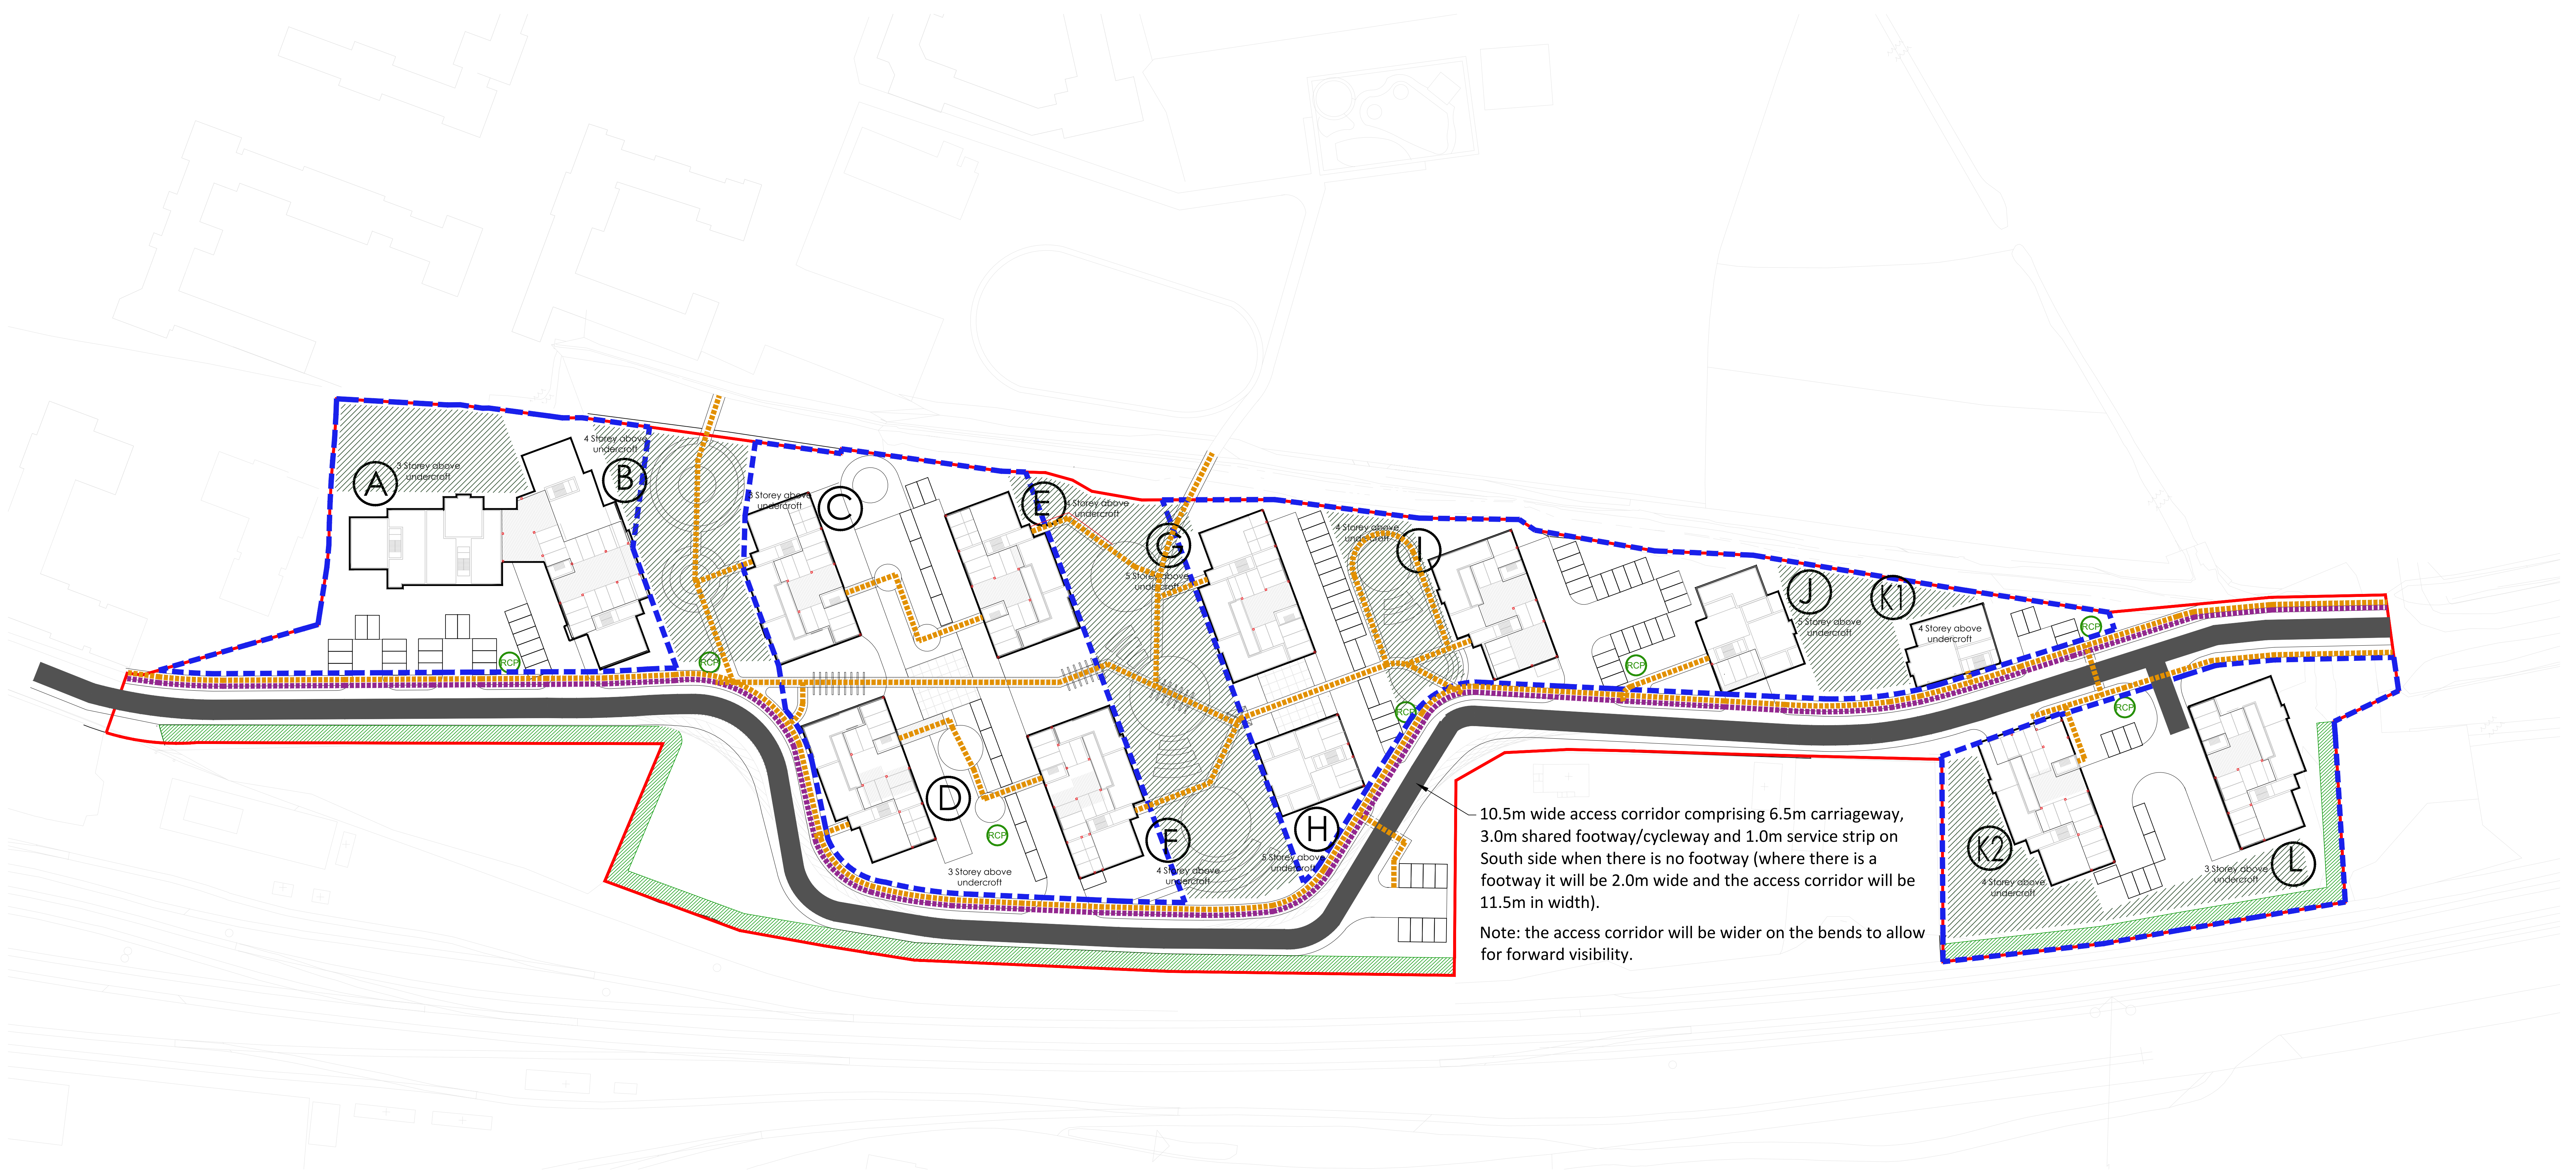 A
3 Storey above
undercroft
4 Storey above
undercroft
B
3 Storey above
undercroft
C
E
4 Storey above
undercroft
G
5 Storey above
undercroft
4 Storey above
undercroft
I
J
5 Storey above
undercroft
K1
4 Storey above
undercroft
RCP
RCP
RCP
RCP
RCP
RCP
RCP
D
3 Storey above
undercroft
RCP
F
4 Storey above
undercroft
H
5 Storey above
undercroft
10.5m wide access corridor comprising 6.5m carriageway,
3.0m shared footway/cycleway and 1.0m service strip on
South side when there is no footway (where there is a
footway it will be 2.0m wide and the access corridor will be
11.5m in width).
Note: the access corridor will be wider on the bends to allow
for forward visibility.
K2
4 Storey above
undercroft
3 Storey above
undercroft
L